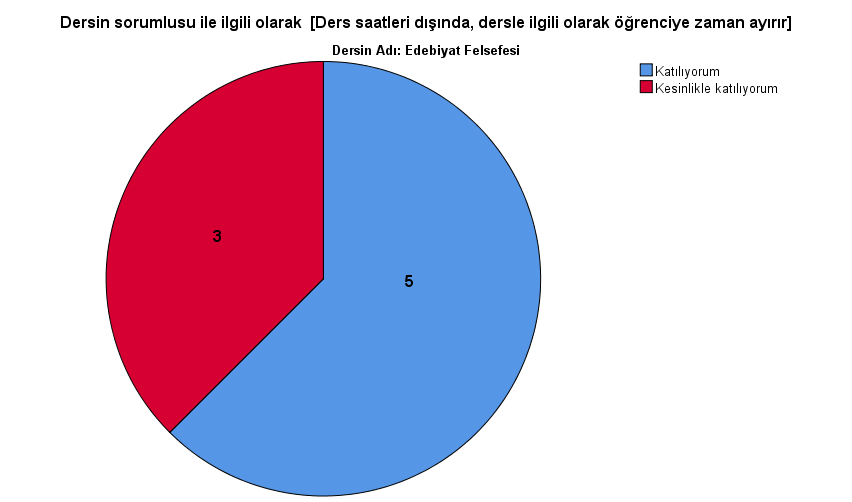 Dersin sorumlusu ile ilgili olarak  [Ders saatleri dışında, dersle ilgili olarak öğrenciye zaman ayırır]
Dersin Adı: Edebiyat Felsefesi
Katılıyorum
Kesinlikle katılıyorum
3
5